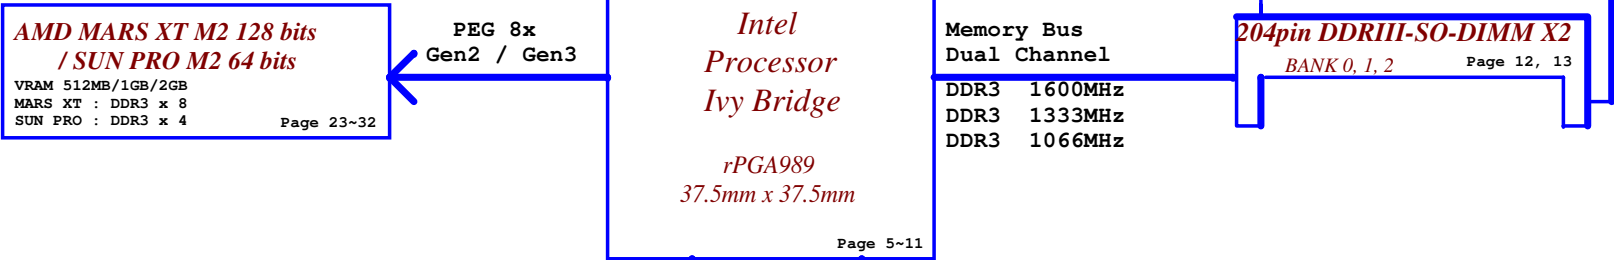 AMD MARS XT M2 128 bits
/ SUN PRO M2 64 bits
VRAM 512MB/1GB/2GB
MARS XT : DDR3 x 8
SUN PRO : DDR3 x 4
Page 23~32
PEG 8x
Gen2 / Gen3
Intel
Processor
Ivy Bridge
rPGA989
37.5mm x 37.5mm
Page 5~11
Memory Bus
Dual Channel
DDR3 1600MHz
DDR3 1333MHz
DDR3 1066MHz
204pin DDRIII-SO-DIMM X2
BANK 0, 1, 2
Page 12, 13